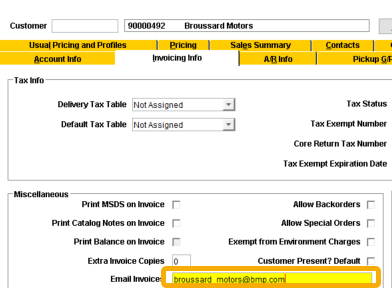 Customer 90000492 Broussard Motors
Usual Pricing and Profiles Pricing Sales Summary Contacts
Account Info Invoicing Info A/R Info Pickup G/P
Tax Info
Delivery Tax Table Not Assigned Tax Status
Default Tax Table Not Assigned Tax Exempt Number
Core Return Tax Number
Tax Exempt Expiration Date
Miscellaneous
Print MSDS on Invoice Allow Backorders
Print Catalog Notes on Invoice Allow Special Orders
Print Balance on Invoice Exempt from Environment Charges
Extra Invoice Copies 0 Customer Present? Default
Email Invoices broussard_motors@bmp.com